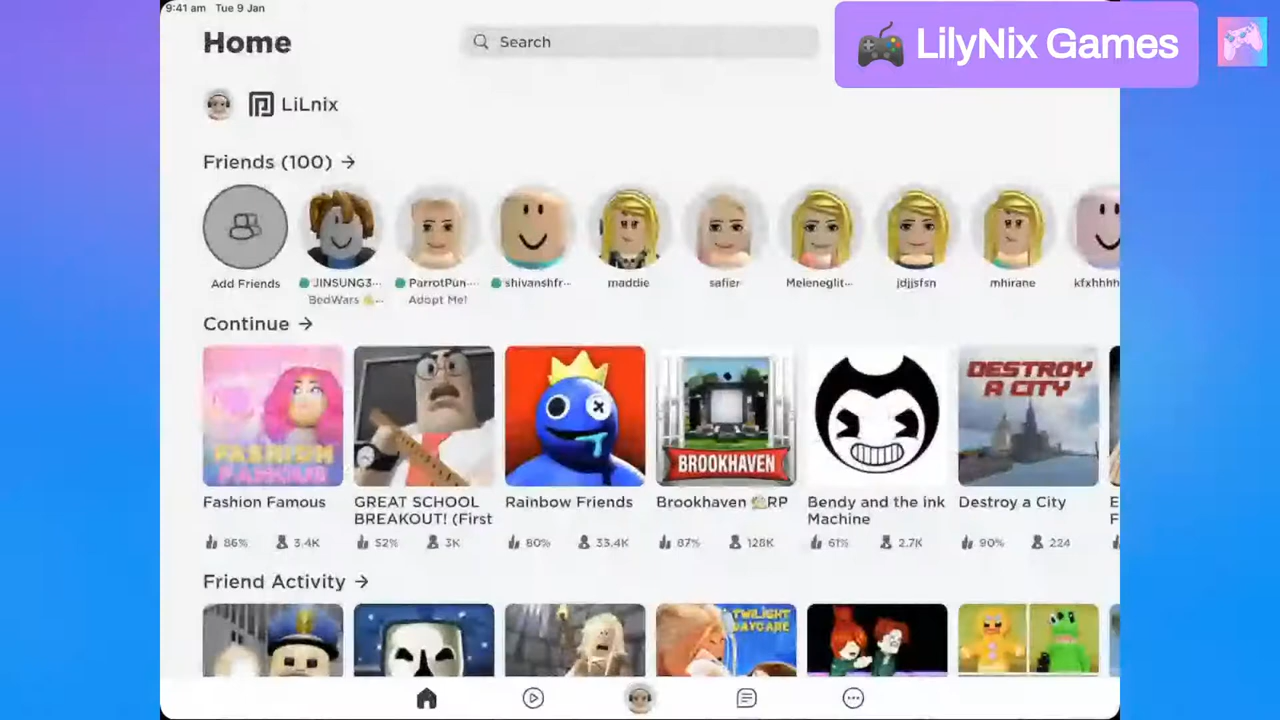 9:41 am Tue 9 Jan
Home
Search
🎮 LilyNix Games
LiLnix
Friends (100) →
Add Friends
JINSUNG3...
ParrotPun...
shivanshfr...
maddie
safier
Meleneglit...
jdjjsfsn
mhirane
kfxhhhh
BedWars
Adopt Me!
Continue →
FASHION
FAMOUS
BROOKHAVEN
DESTROY
A CITY
Fashion Famous
GREAT SCHOOL
BREAKOUT! (First
Rainbow Friends
Brookhaven 🏡RP
Bendy and the ink
Machine
Destroy a City
E
F
86% 3.4K
52% 3K
80% 33.4K
87% 128K
61% 2.7K
90% 224
Friend Activity →
TWILIGHT
DAYCARE